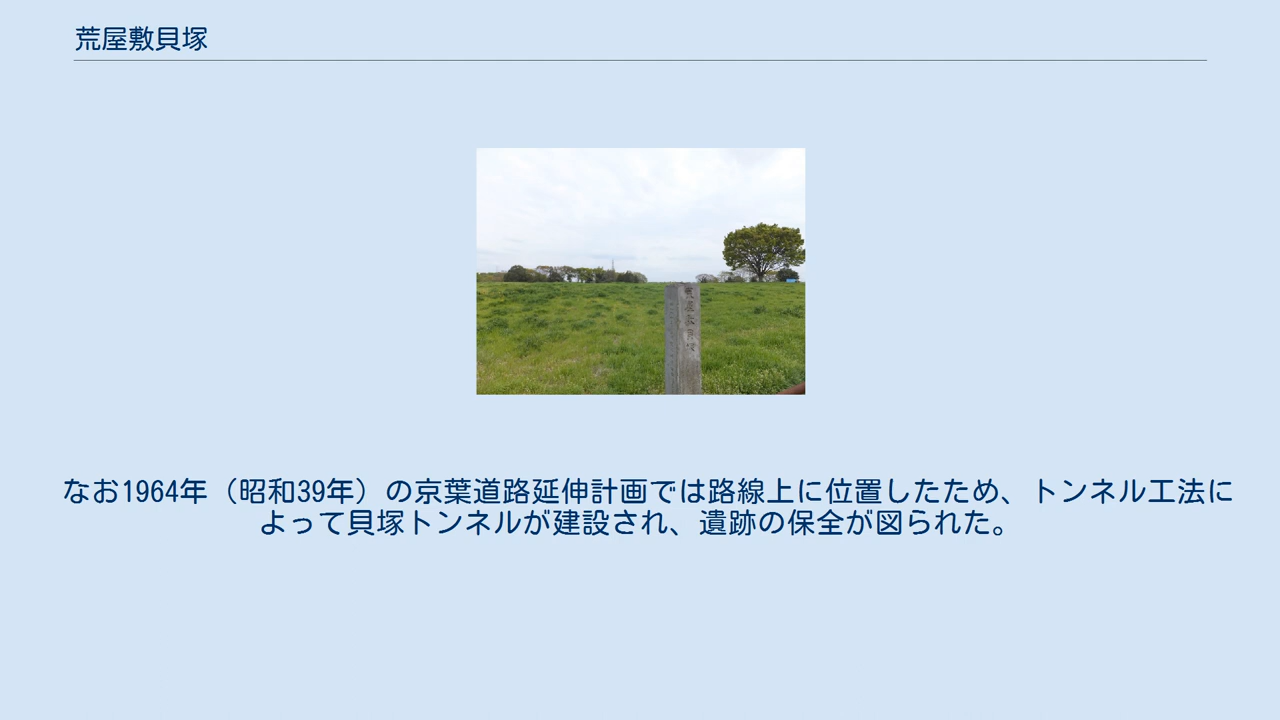 荒屋敷貝塚
なお1964年（昭和39年）の京葉道路延伸計画では路線上に位置したため、トンネル工法に
よって貝塚トンネルが建設され、遺跡の保全が図られた。